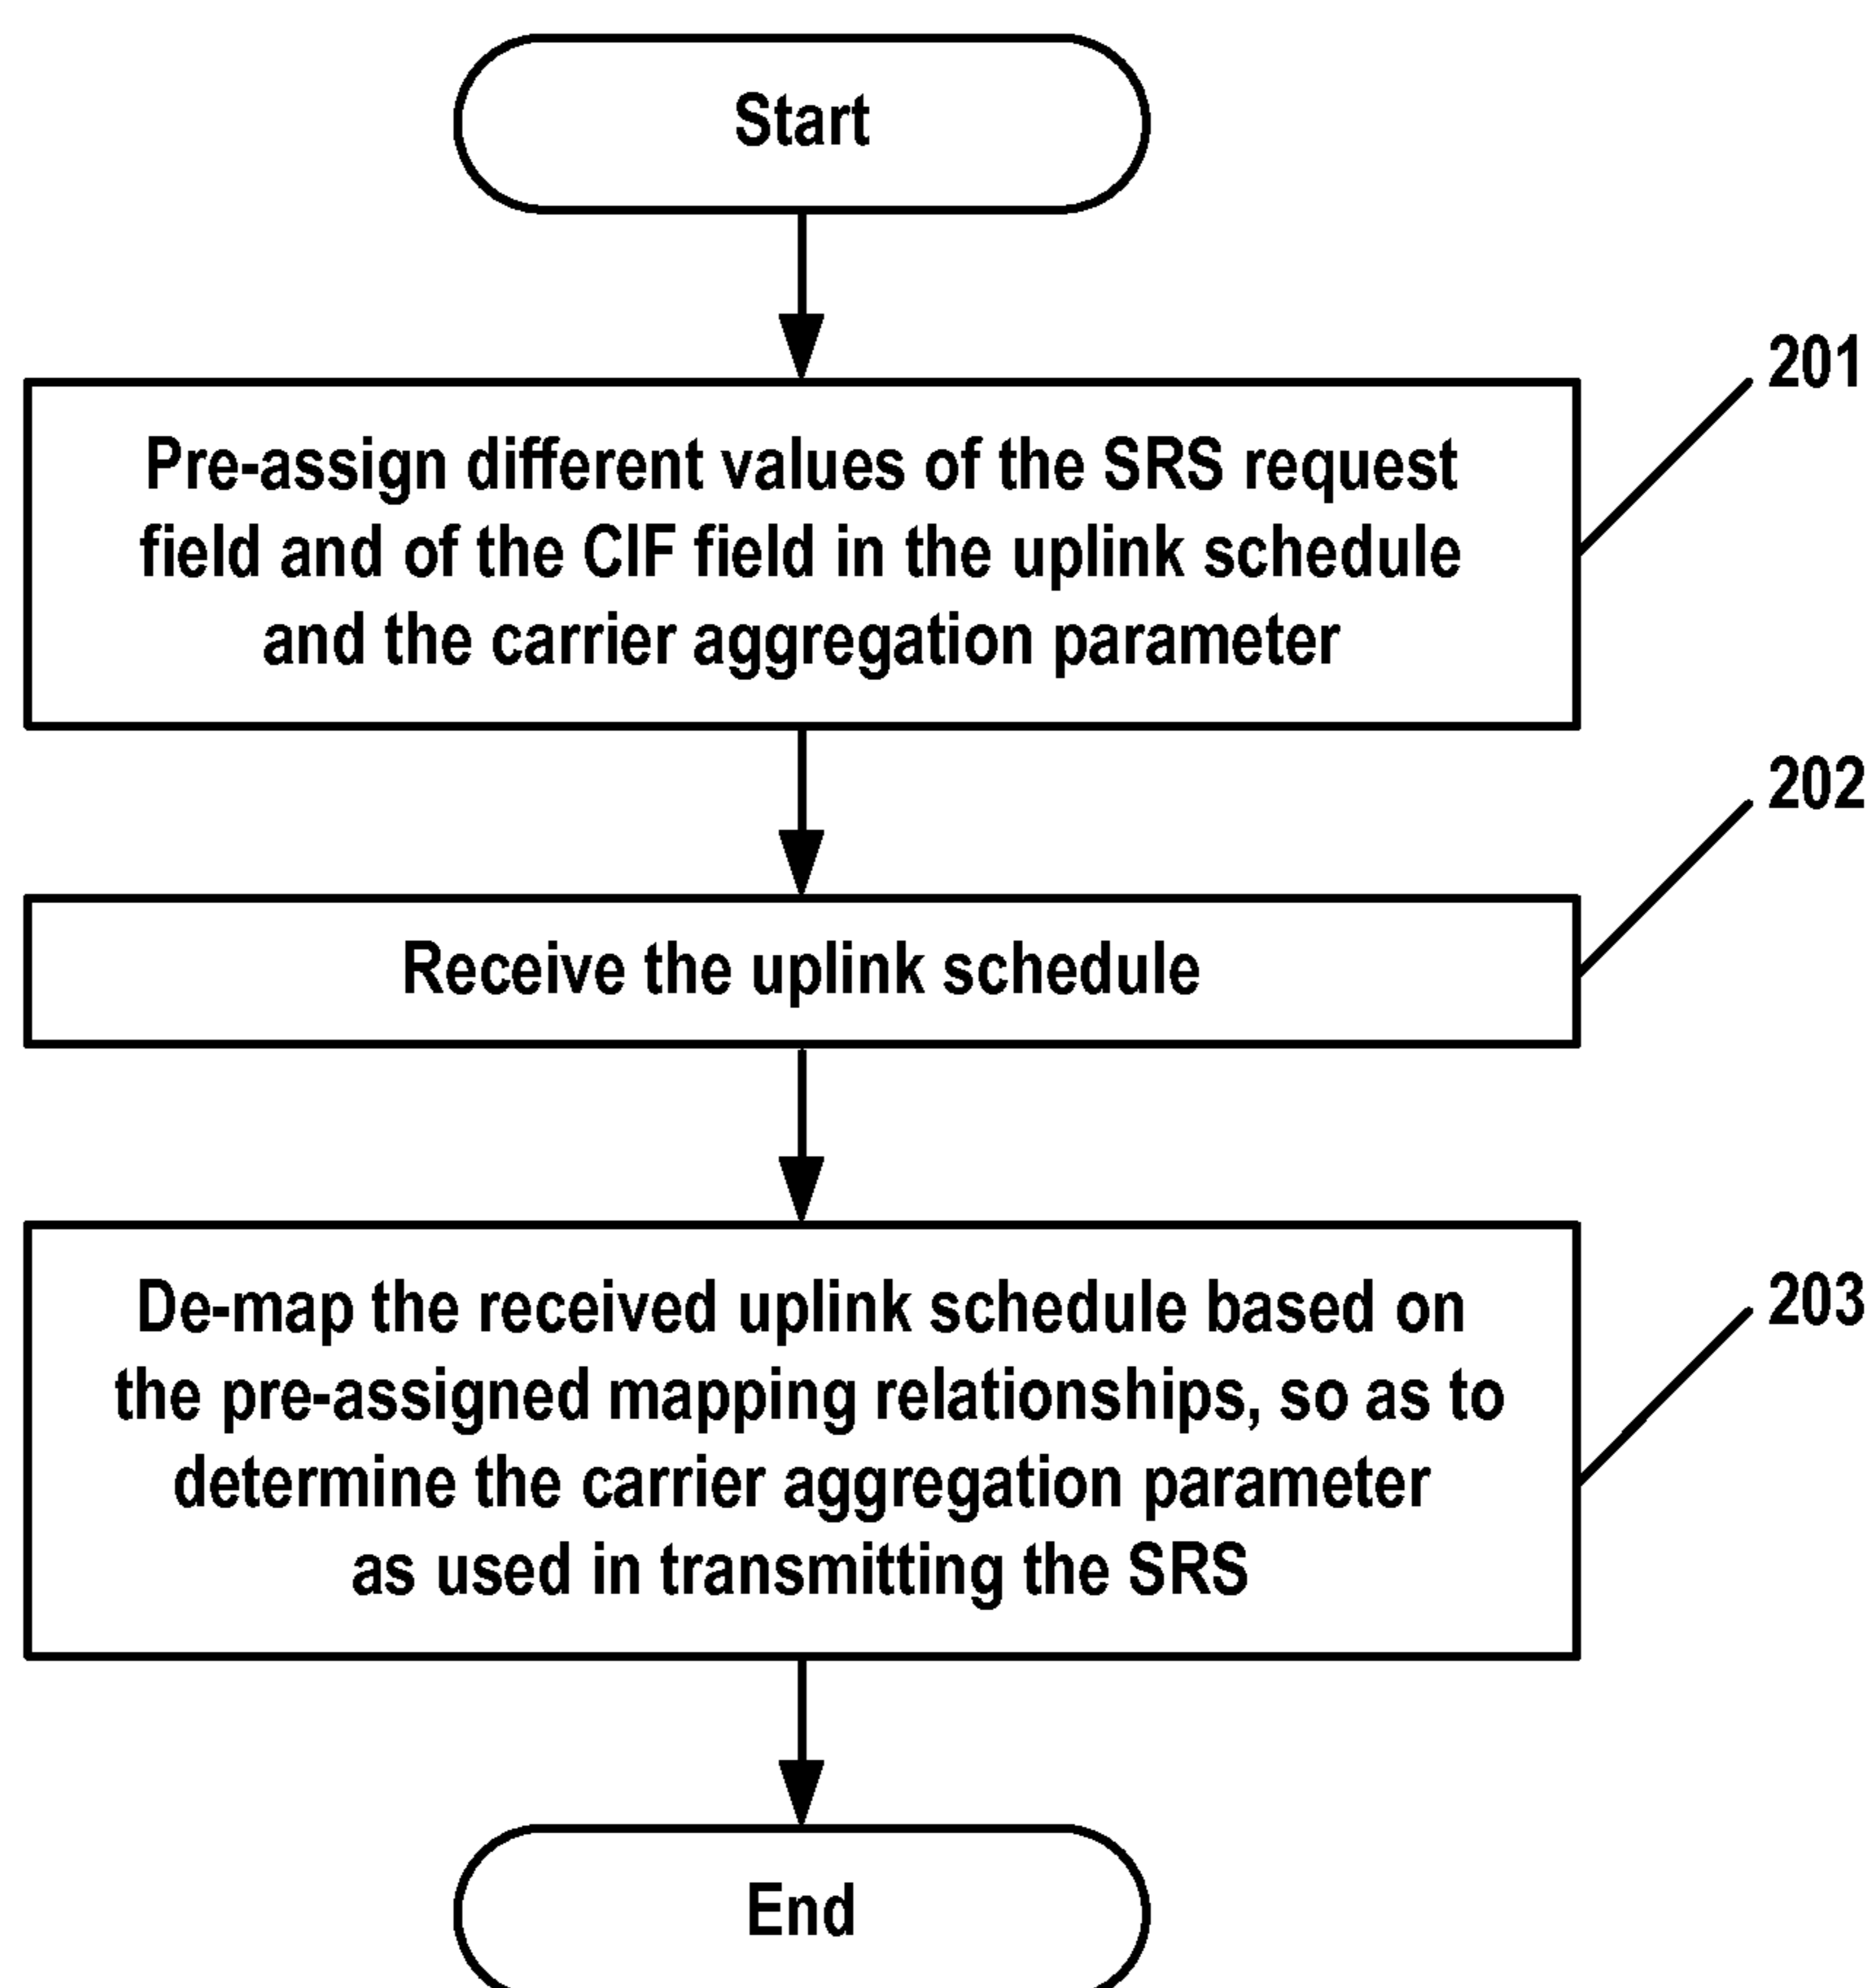 Start
201
Pre-assign different values of the SRS request
field and of the CIF field in the uplink schedule
and the carrier aggregation parameter
202
Receive the uplink schedule
203
De-map the received uplink schedule based on
the pre-assigned mapping relationships, so as to
determine the carrier aggregation parameter
as used in transmitting the SRS
End